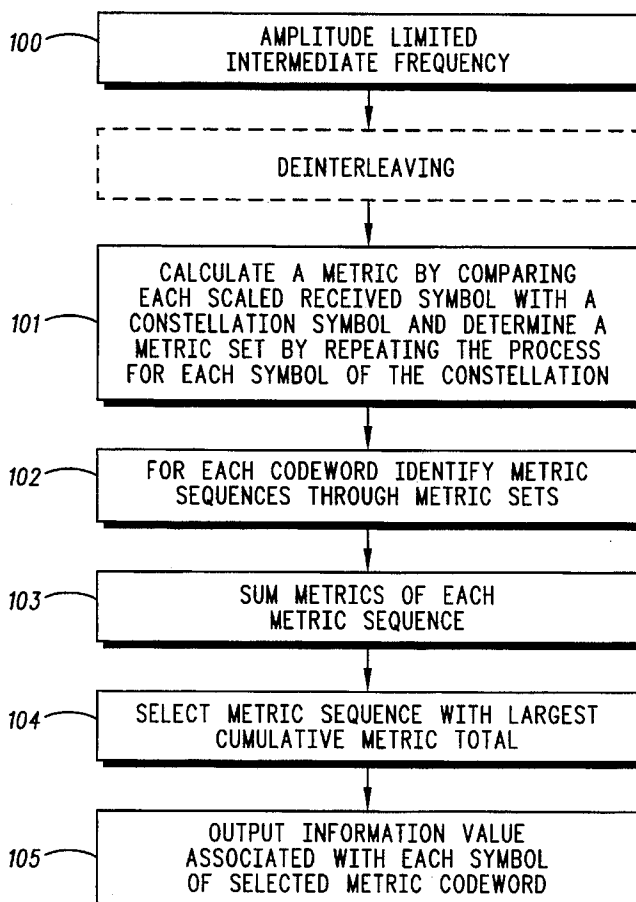 100
AMPLITUDE LIMITED
INTERMEDIATE FREQUENCY
DEINTERLEAVING
101
CALCULATE A METRIC BY COMPARING
EACH SCALED RECEIVED SYMBOL WITH A
CONSTELLATION SYMBOL AND DETERMINE A
METRIC SET BY REPEATING THE PROCESS
FOR EACH SYMBOL OF THE CONSTELLATION
102
FOR EACH CODEWORD IDENTIFY METRIC
SEQUENCES THROUGH METRIC SETS
103
SUM METRICS OF EACH
METRIC SEQUENCE
104
SELECT METRIC SEQUENCE WITH LARGEST
CUMULATIVE METRIC TOTAL
105
OUTPUT INFORMATION VALUE
ASSOCIATED WITH EACH SYMBOL
OF SELECTED METRIC CODEWORD